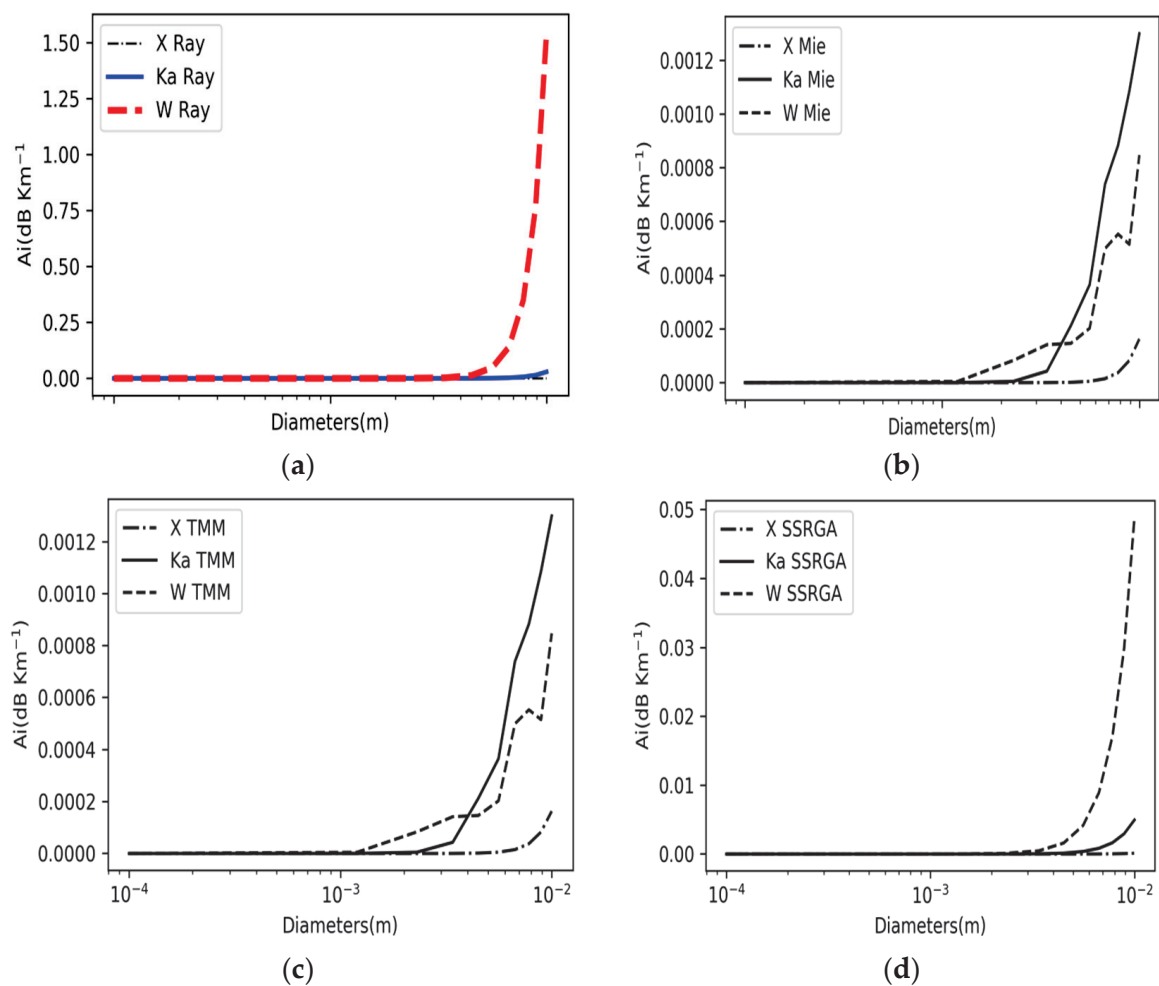 X Ray
Ka Ray
W Ray
1.50
1.25
1.00
0.75
0.50
0.25
0.00
Ai(dB Km⁻¹)
Diameters(m)
(a)
X Mie
Ka Mie
W Mie
0.0012
0.0010
0.0008
0.0006
0.0004
0.0002
0.0000
Ai(dB Km⁻¹)
Diameters(m)
(b)
X TMM
Ka TMM
W TMM
0.0012
0.0010
0.0008
0.0006
0.0004
0.0002
0.0000
Ai(dB Km⁻¹)
10⁻⁴ 10⁻³ 10⁻²
Diameters(m)
(c)
X SSRGA
Ka SSRGA
W SSRGA
0.05
0.04
0.03
0.02
0.01
0.00
Ai(dB Km⁻¹)
10⁻⁴ 10⁻³ 10⁻²
Diameters(m)
(d)